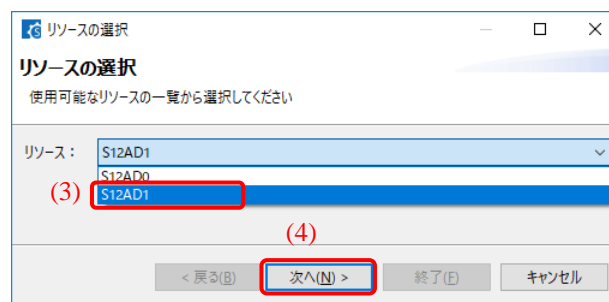 リソースの選択
リソースの選択
使用可能なリソースの一覧から選択してください
リソース： S12AD1
S12AD0
(3) S12AD1
(4)
< 戻る(B) 次へ(N) > 終了(F) キャンセル